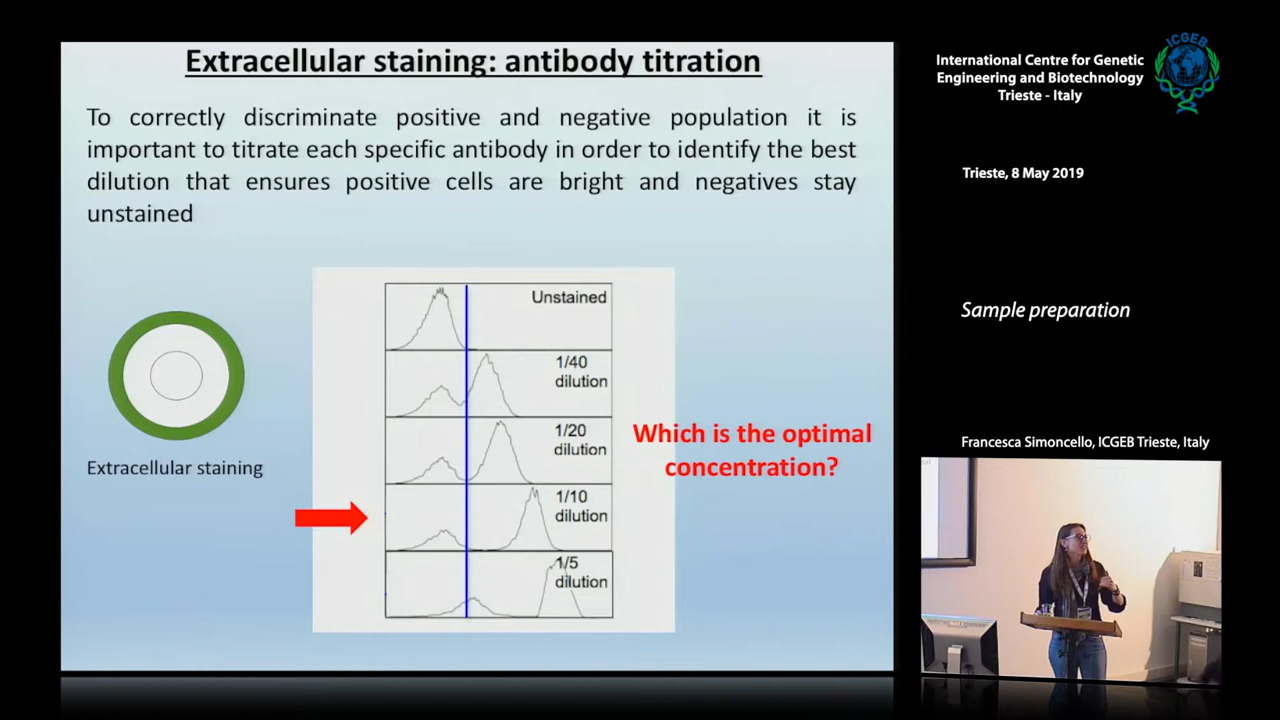 Extracellular staining: antibody titration
To correctly discriminate positive and negative population it is
important to titrate each specific antibody in order to identify the best
dilution that ensures positive cells are bright and negatives stay
unstained
Extracellular staining
Unstained
1/40
dilution
1/20
dilution
1/10
dilution
1/5
dilution
Which is the optimal
concentration?
International Centre for Genetic
Engineering and Biotechnology
Trieste - Italy
ICGEB
Trieste, 8 May 2019
Sample preparation
Francesca Simoncello, ICGEB Trieste, Italy